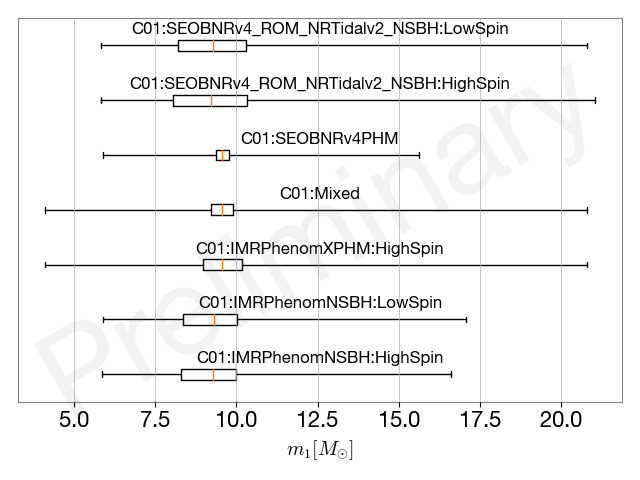 C01:SEOBNRv4_ROM_NRTidalv2_NSBH:LowSpin
C01:SEOBNRv4_ROM_NRTidalv2_NSBH:HighSpin
C01:SEOBNRv4PHM
C01:Mixed
C01:IMRPhenomXPHM:HighSpin
C01:IMRPhenomNSBH:LowSpin
C01:IMRPhenomNSBH:HighSpin
Preliminary
5.0 7.5 10.0 12.5 15.0 17.5 20.0
m₁[M☉]